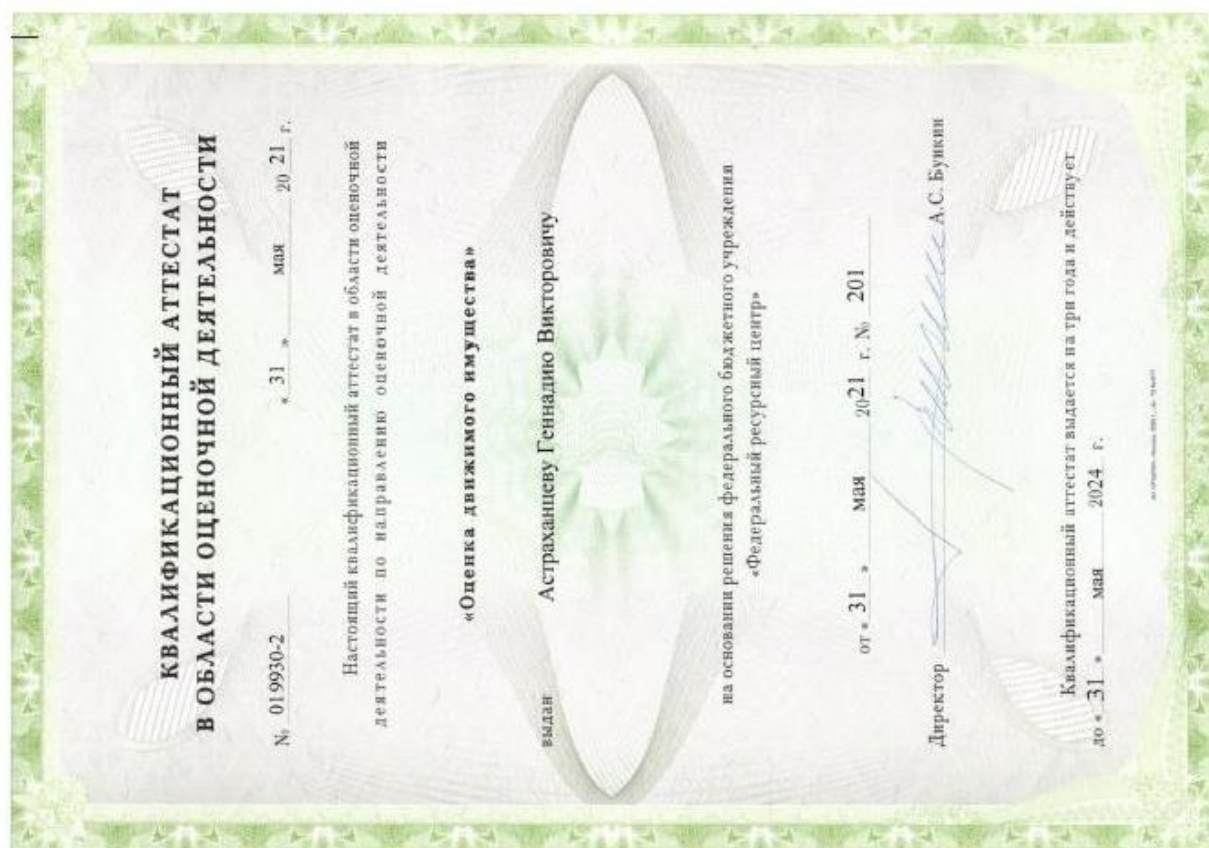 КВАЛИФИКАЦИОННЫЙ АТТЕСТАТ
В ОБЛАСТИ ОЦЕНОЧНОЙ ДЕЯТЕЛЬНОСТИ
№ 019930-2 « 31 » мая 20 21 г.
Настоящий квалификационный аттестат в области оценочной
деятельности по направлению оценочной деятельности
«Оценка движимого имущества»
выдан Астраханцеву Геннадию Викторовичу
на основании решения федерального бюджетного учреждения
«Федеральный ресурсный центр»
от « 31 » мая 2021 г. № 201
Директор А.С. Бункин
Квалификационный аттестат выдается на три года и действует
до « 31 » мая 2024 г.